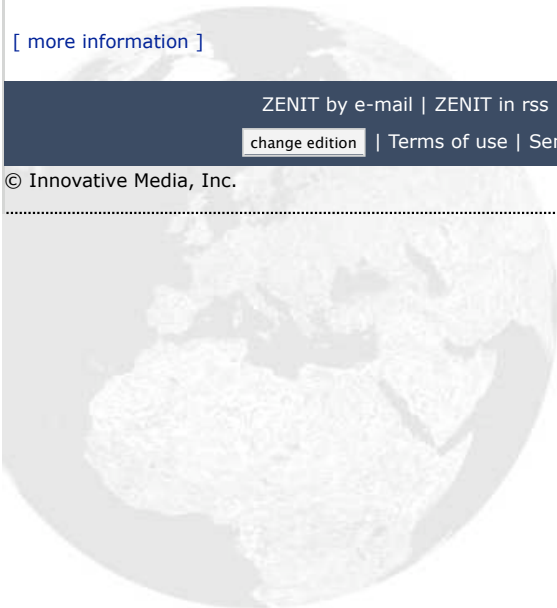 [ more information ]
ZENIT by e-mail | ZENIT in rss
change edition | Terms of use |
© Innovative Media, Inc.